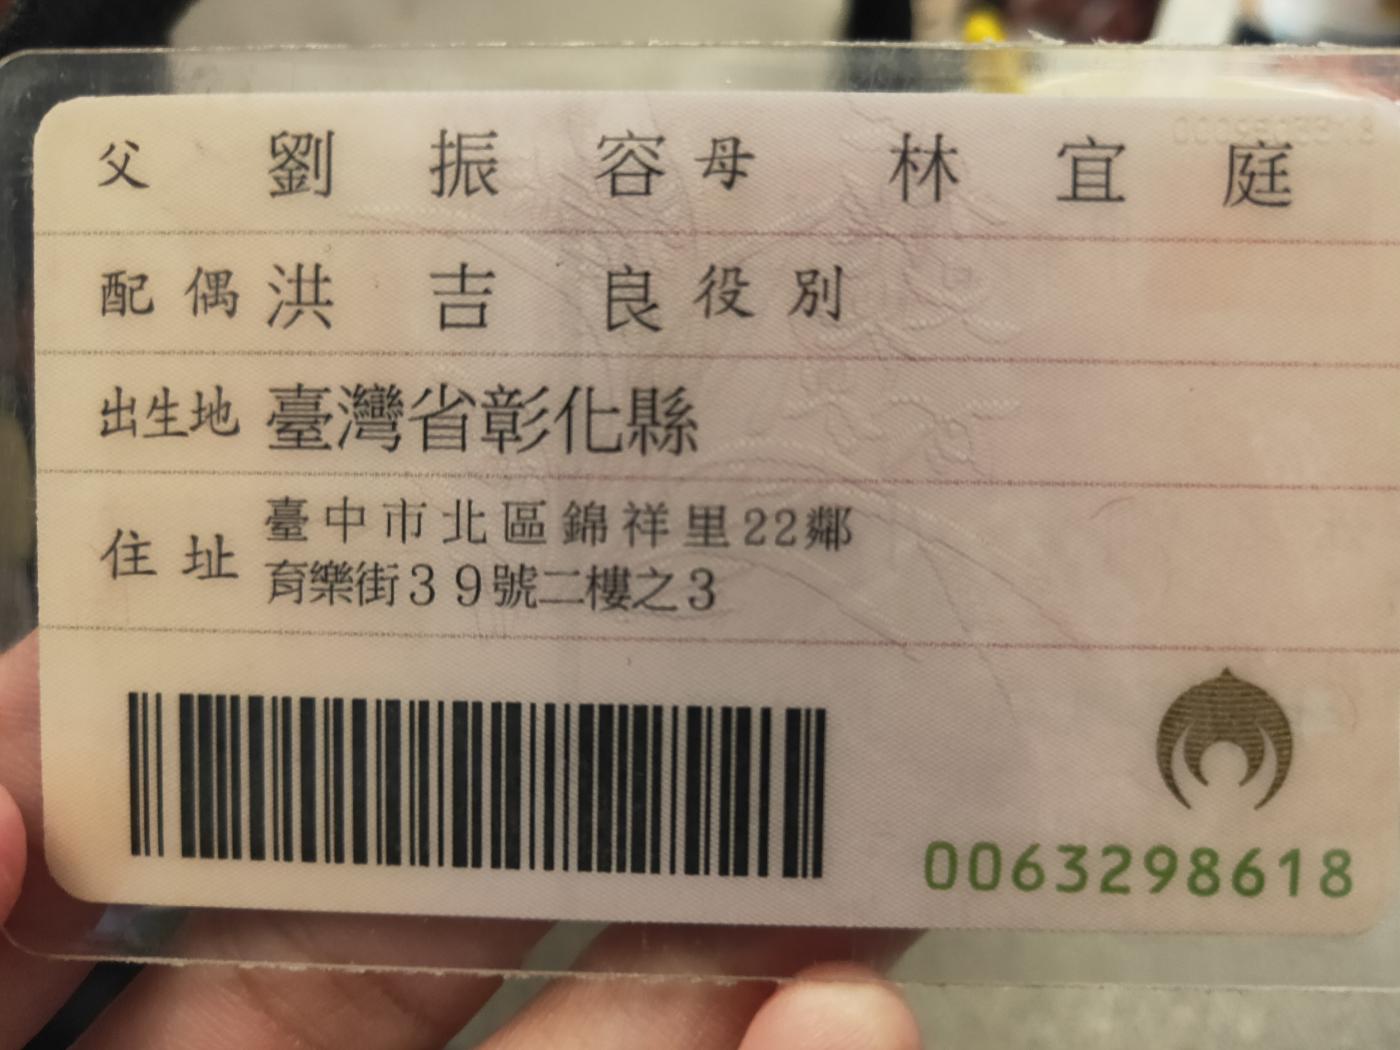 父 劉振容 母 林宜庭
配偶 洪吉良 役別
出生地 臺灣省彰化縣
住址 臺中市北區錦祥里22鄰
育樂街39號二樓之3
0063298618